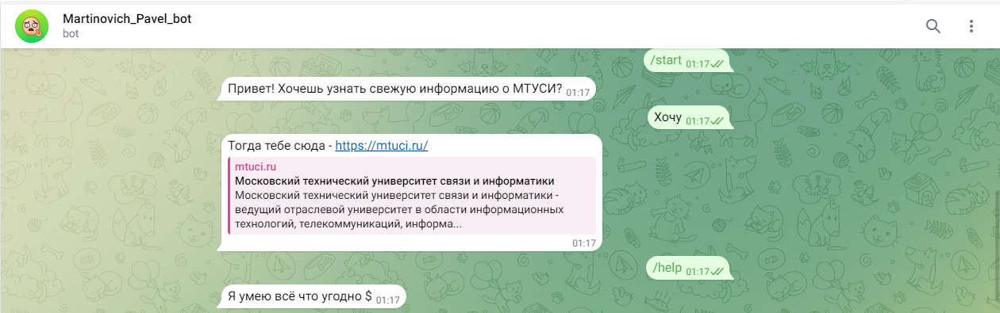 Martinovich_Pavel_bot
bot
/start 01:17
Привет! Хочешь узнать свежую информацию о МТУСИ? 01:17
Хочу 01:17
Тогда тебе сюда - https://mtuci.ru/
mtuci.ru
Московский технический университет связи и информатики
Московский технический университет связи и информатики -
ведущий отраслевой университет в области информационных
технологий, телекоммуникаций, информа...
01:17
/help 01:17
Я умею всё что угодно $ 01:17